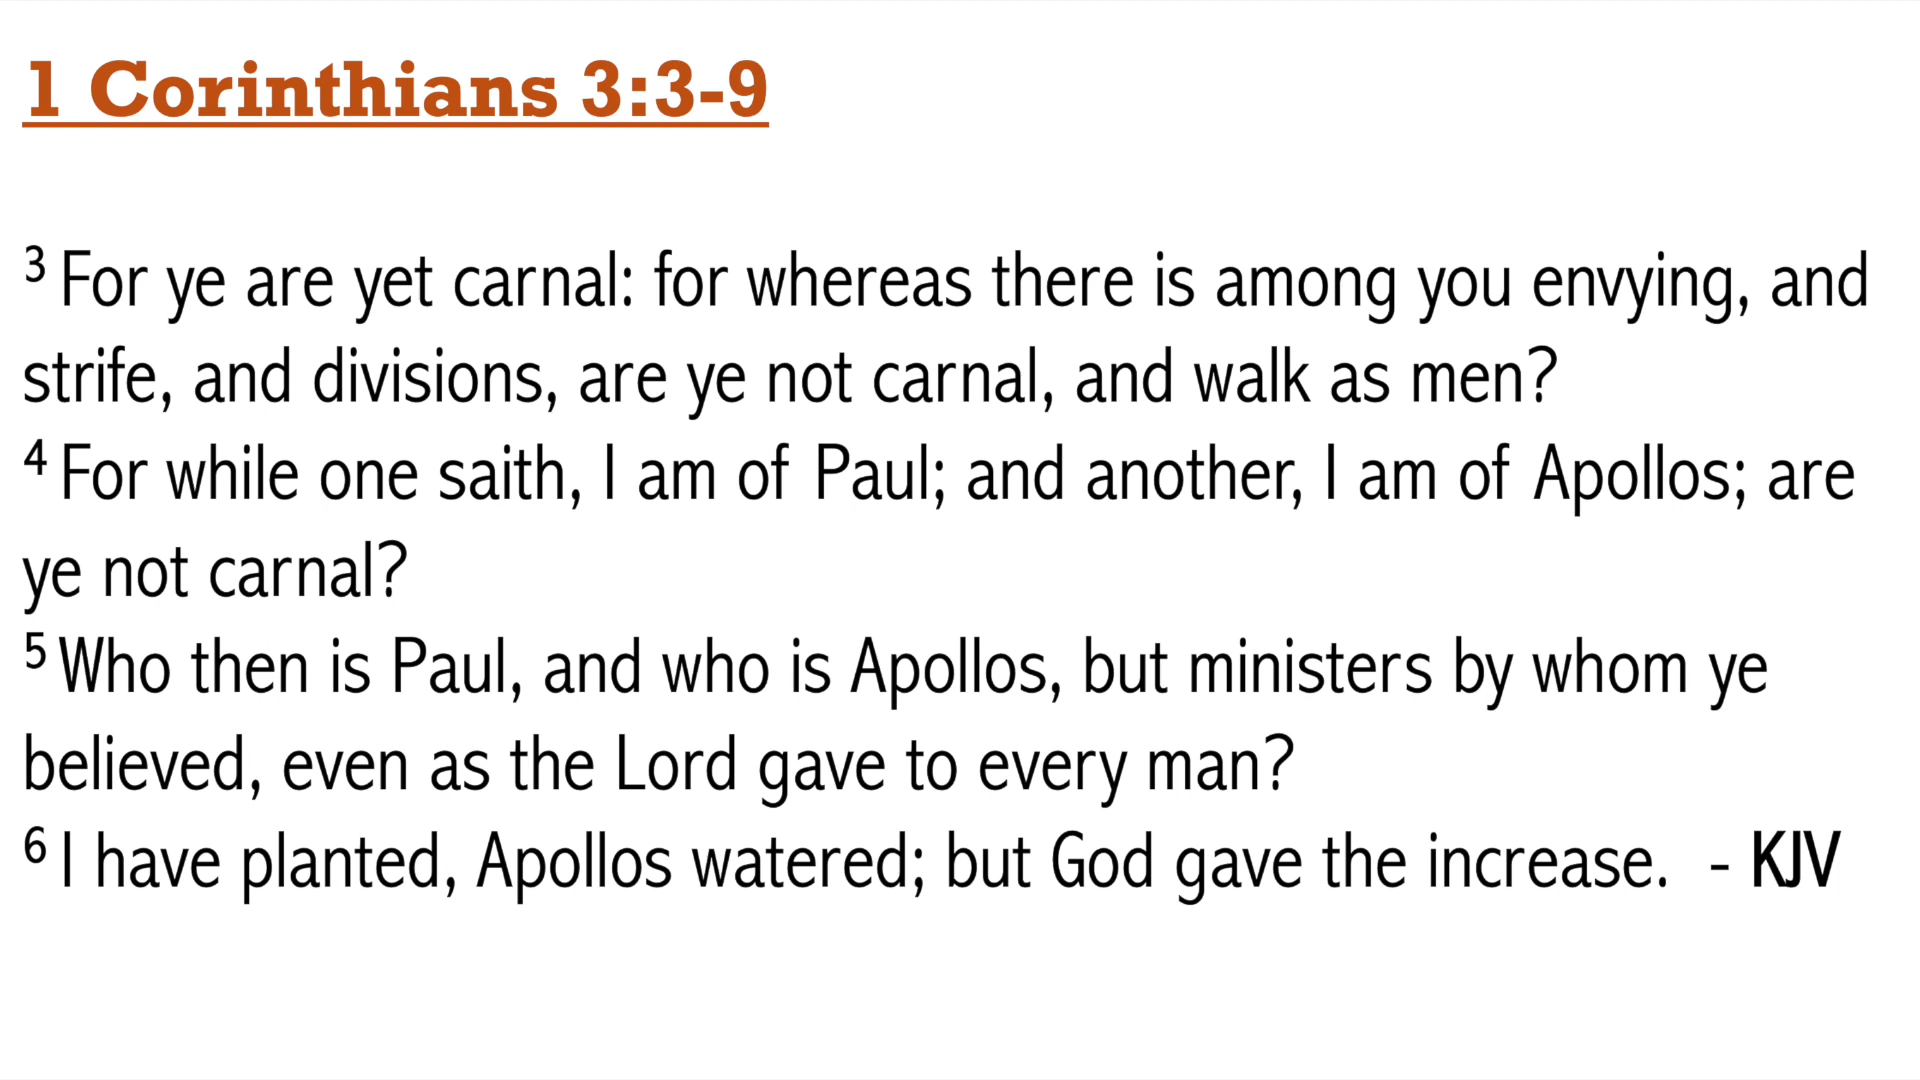 1 Corinthians 3:3-9
3 For ye are yet carnal: for whereas there is among you envying, and
strife, and divisions, are ye not carnal, and walk as men?
4 For while one saith, I am of Paul; and another, I am of Apollos; are
ye not carnal?
5 Who then is Paul, and who is Apollos, but ministers by whom ye
believed, even as the Lord gave to every man?
6 I have planted, Apollos watered; but God gave the increase.  - KJV